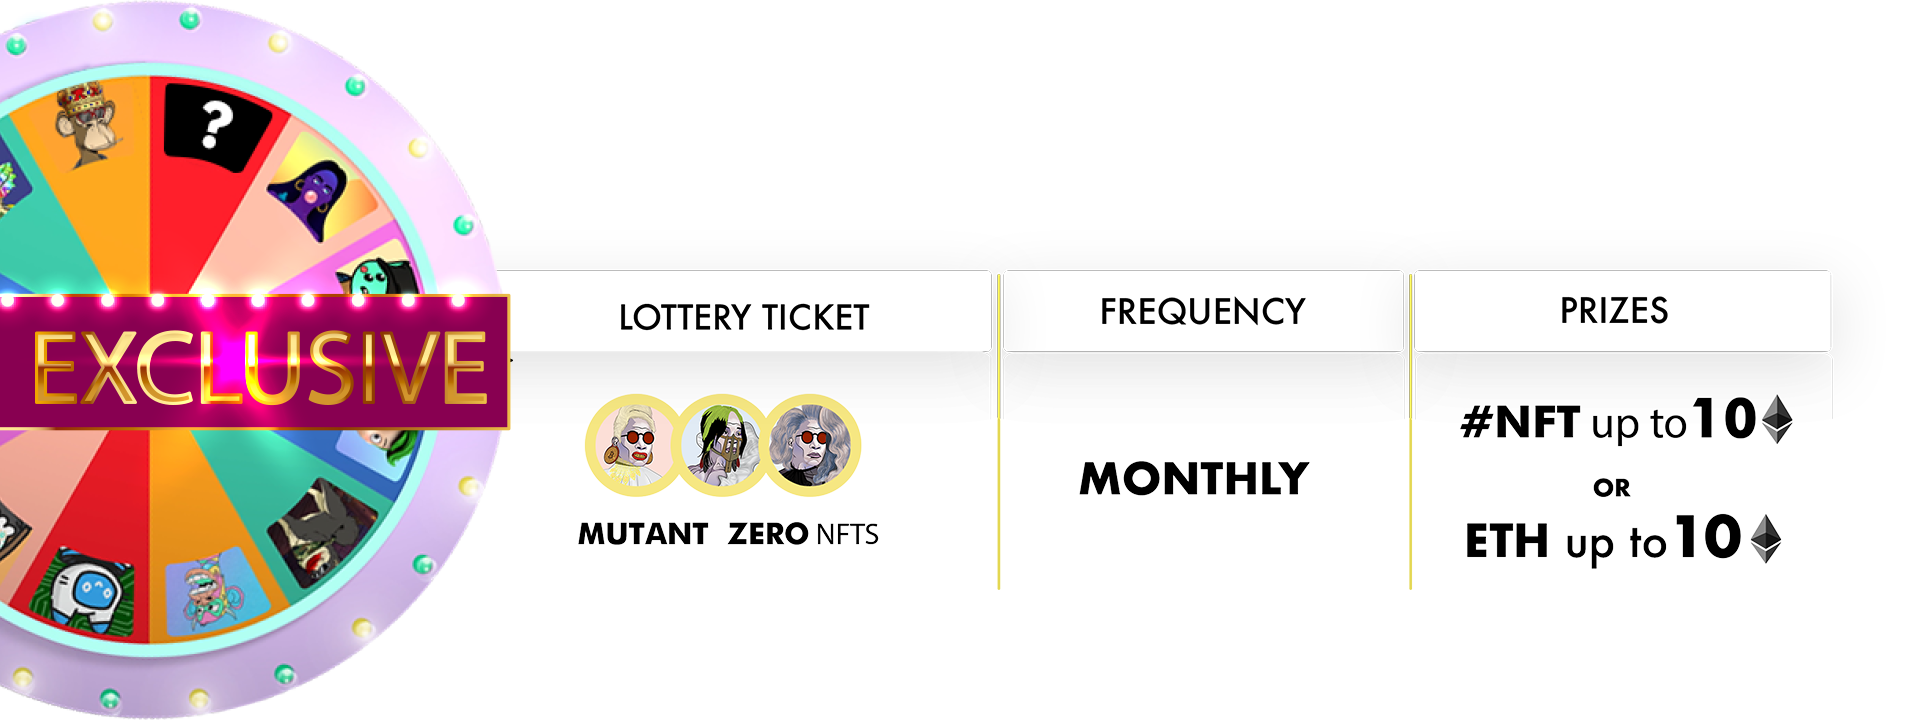 ?
EXCLUSIVE
LOTTERY TICKET
FREQUENCY
PRIZES
MUTANT ZERO NFTS
MONTHLY
#NFT up to 10
OR
ETH up to 10